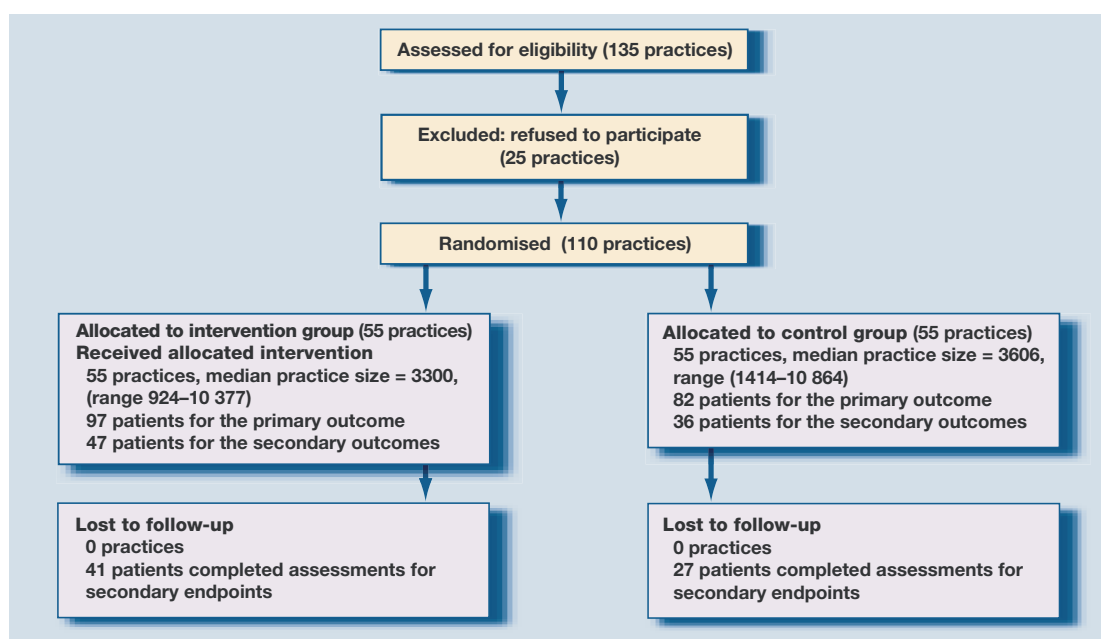 Assessed for eligibility (135 practices)
Excluded: refused to participate
(25 practices)
Randomised (110 practices)
Allocated to intervention group (55 practices)
Received allocated intervention
55 practices, median practice size = 3300,
(range 924–10 377)
97 patients for the primary outcome
47 patients for the secondary outcomes
Allocated to control group (55 practices)
55 practices, median practice size = 3606,
range (1414–10 864)
82 patients for the primary outcome
36 patients for the secondary outcomes
Lost to follow-up
0 practices
41 patients completed assessments for
secondary endpoints
Lost to follow-up
0 practices
27 patients completed assessments for
secondary endpoints